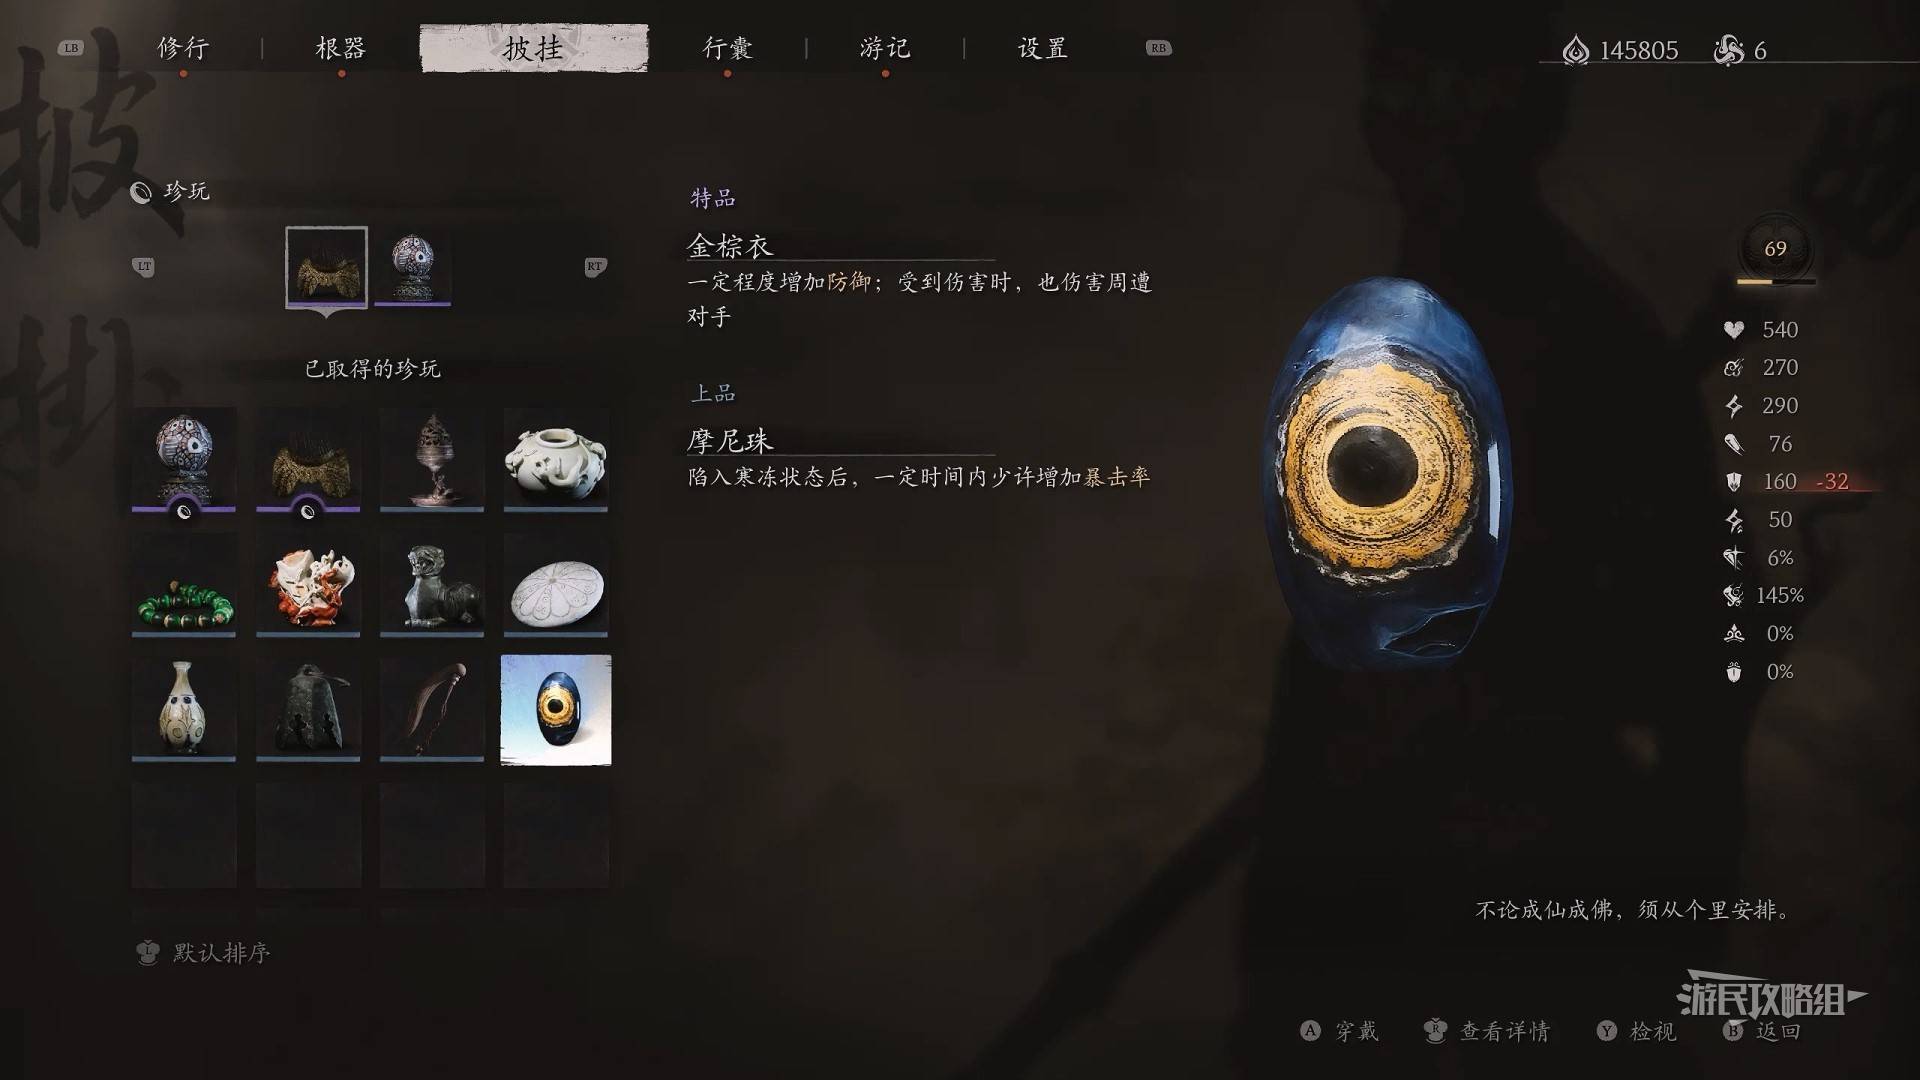 LB
修行
根器
披挂
行囊
游记
设置
RB
145805
6
披
掛
珍玩
LT
RT
已取得的珍玩
特品
金棕衣
一定程度增加防御；受到伤害时，也伤害周遭
对手
上品
摩尼珠
陷入寒冻状态后，一定时间内少许增加暴击率
69
540
270
290
76
160 -32
50
6%
145%
0%
0%
不论成仙成佛，须从个里安排。
L 默认排序
游民攻略组
A 穿戴
R 查看详情
Y 检视
B 返回